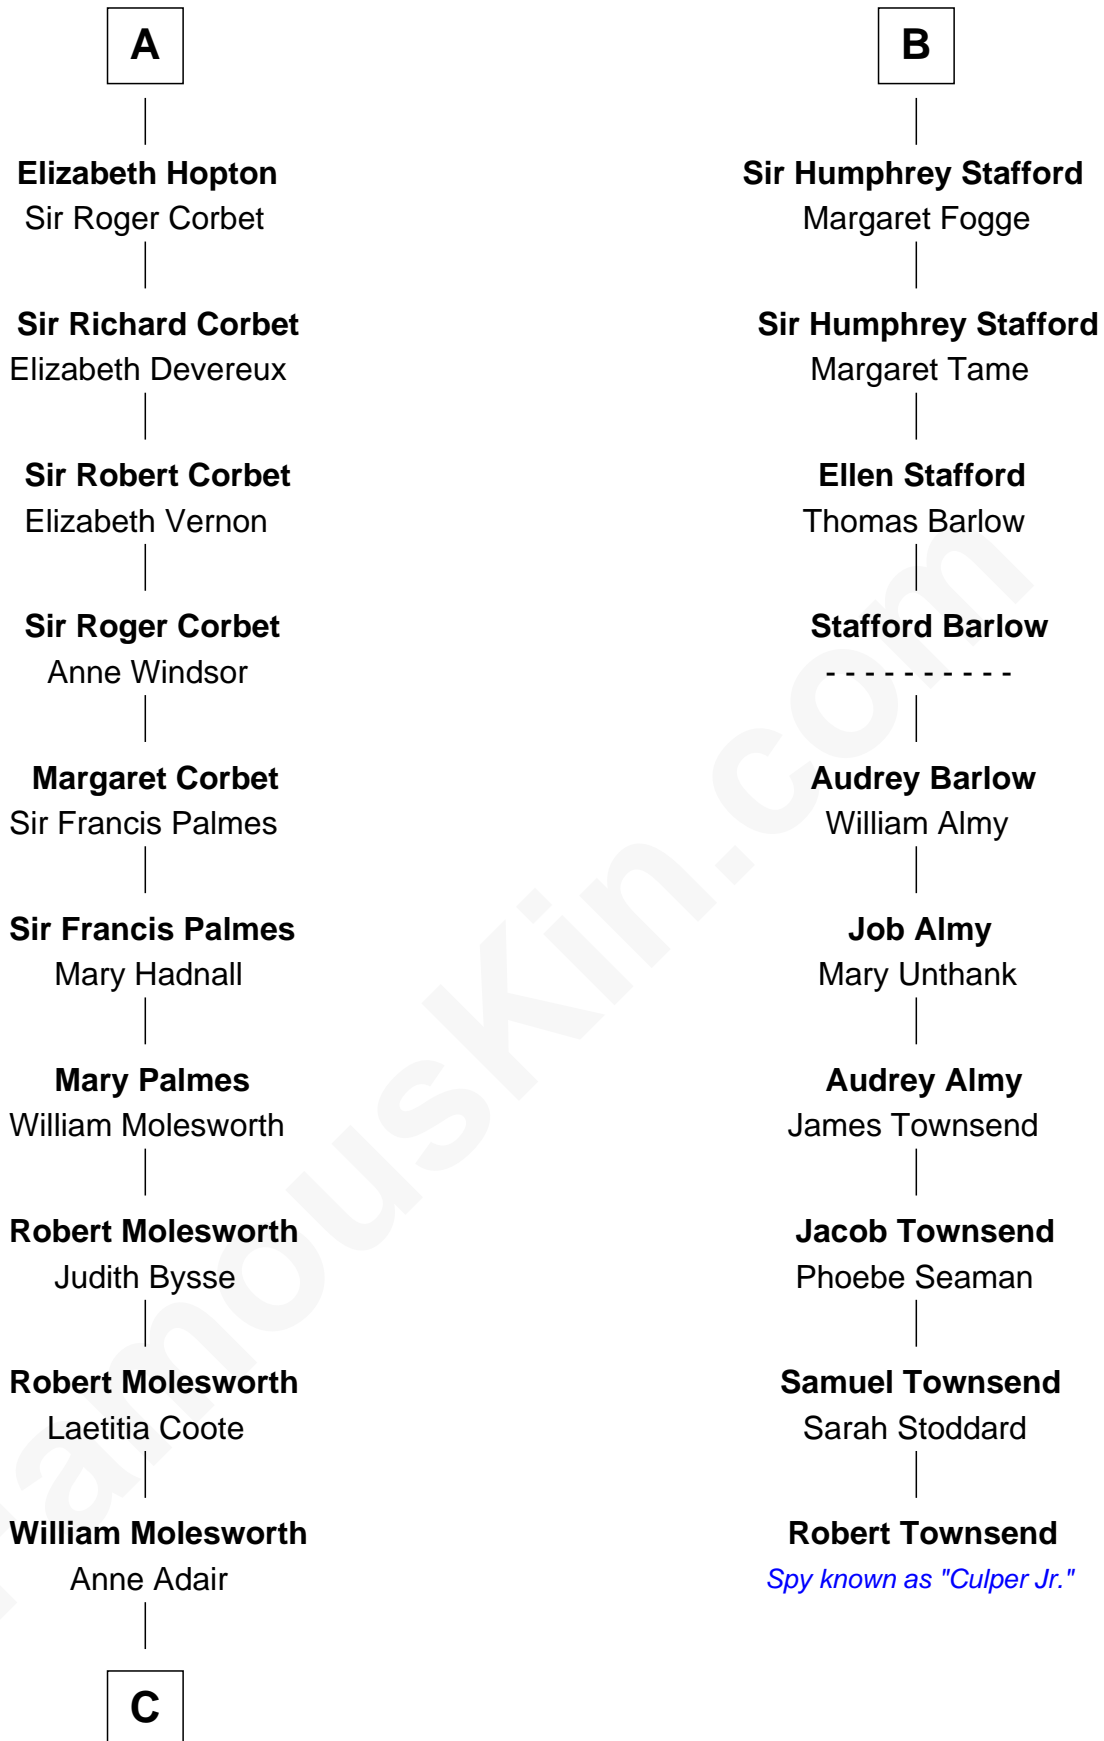 A
Elizabeth Hopton
Sir Roger Corbet
Sir Richard Corbet
Elizabeth Devereux
Sir Robert Corbet
Elizabeth Vernon
Sir Roger Corbet
Anne Windsor
Margaret Corbet
Sir Francis Palmes
Sir Francis Palmes
Mary Hadnall
Mary Palmes
William Molesworth
Robert Molesworth
Judith Bysse
Robert Molesworth
Laetitia Coote
William Molesworth
Anne Adair
C
B
Sir Humphrey Stafford
Margaret Fogge
Sir Humphrey Stafford
Margaret Tame
Ellen Stafford
Thomas Barlow
Stafford Barlow
- - - - - - - - - -
Audrey Barlow
William Almy
Job Almy
Mary Unthank
Audrey Almy
James Townsend
Jacob Townsend
Phoebe Seaman
Samuel Townsend
Sarah Stoddard
Robert Townsend
Spy known as "Culper Jr."
FamousKin.com